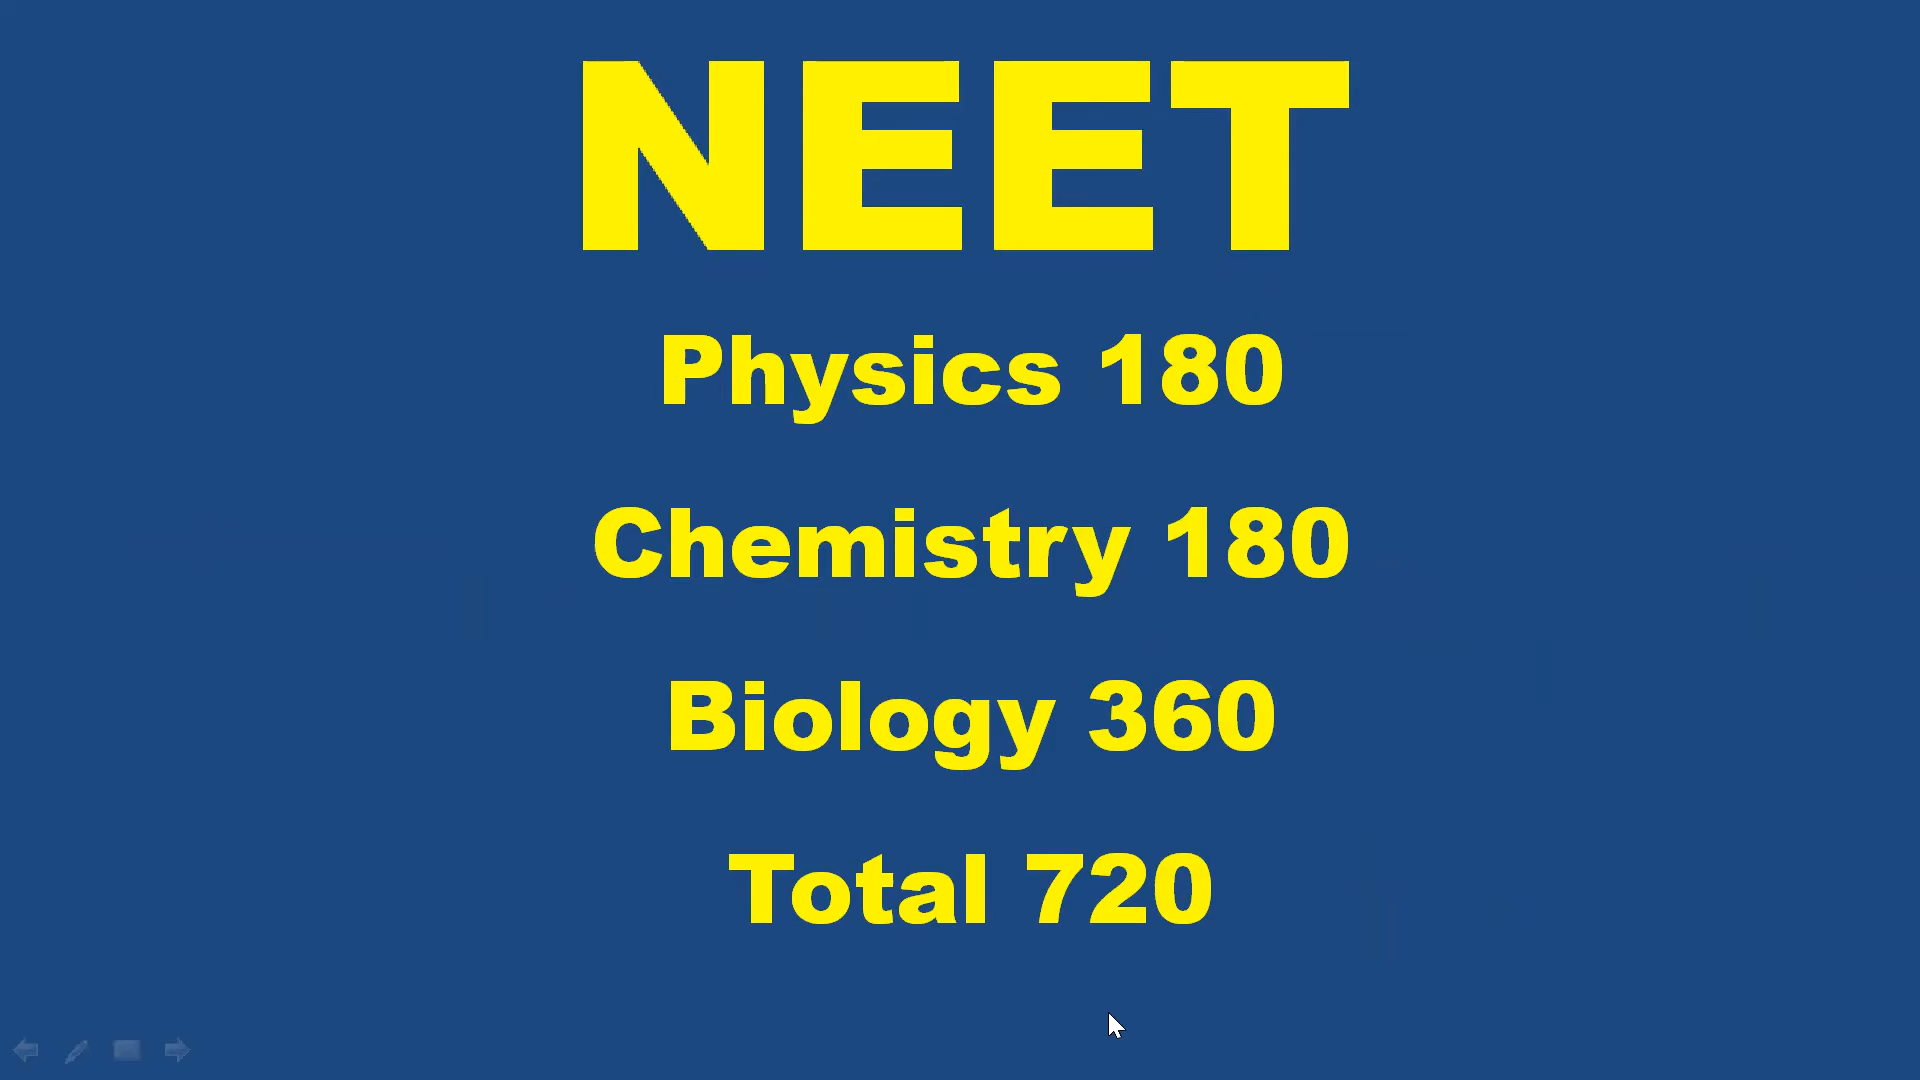 NEET
Physics 180
Chemistry 180
Biology 360
Total 720